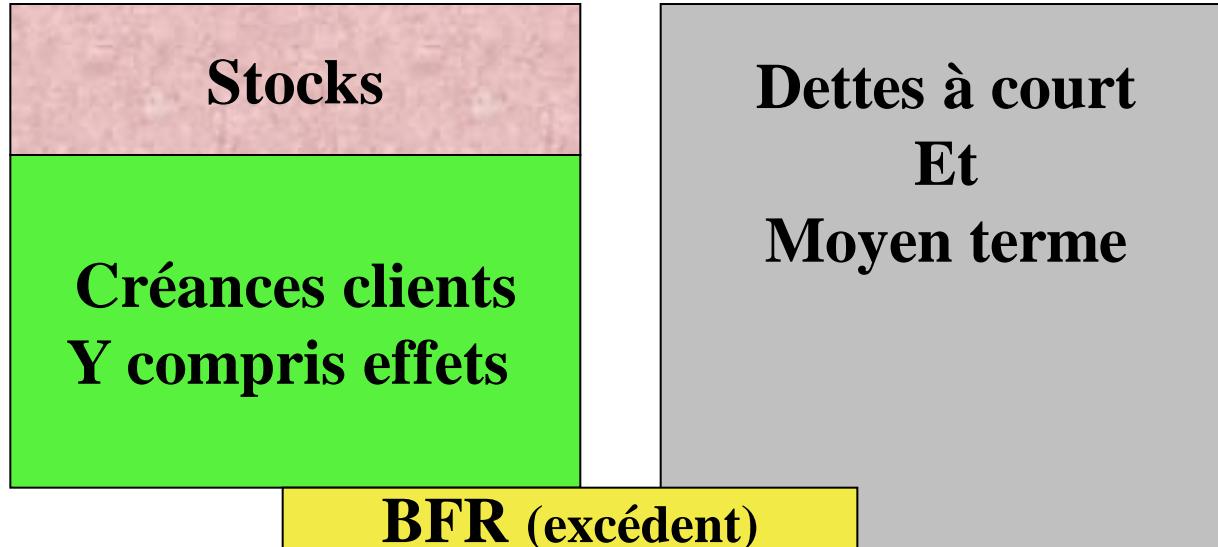 Stocks
Créances clients
Y compris effets
Dettes à court
Et
Moyen terme
BFR (excédent)